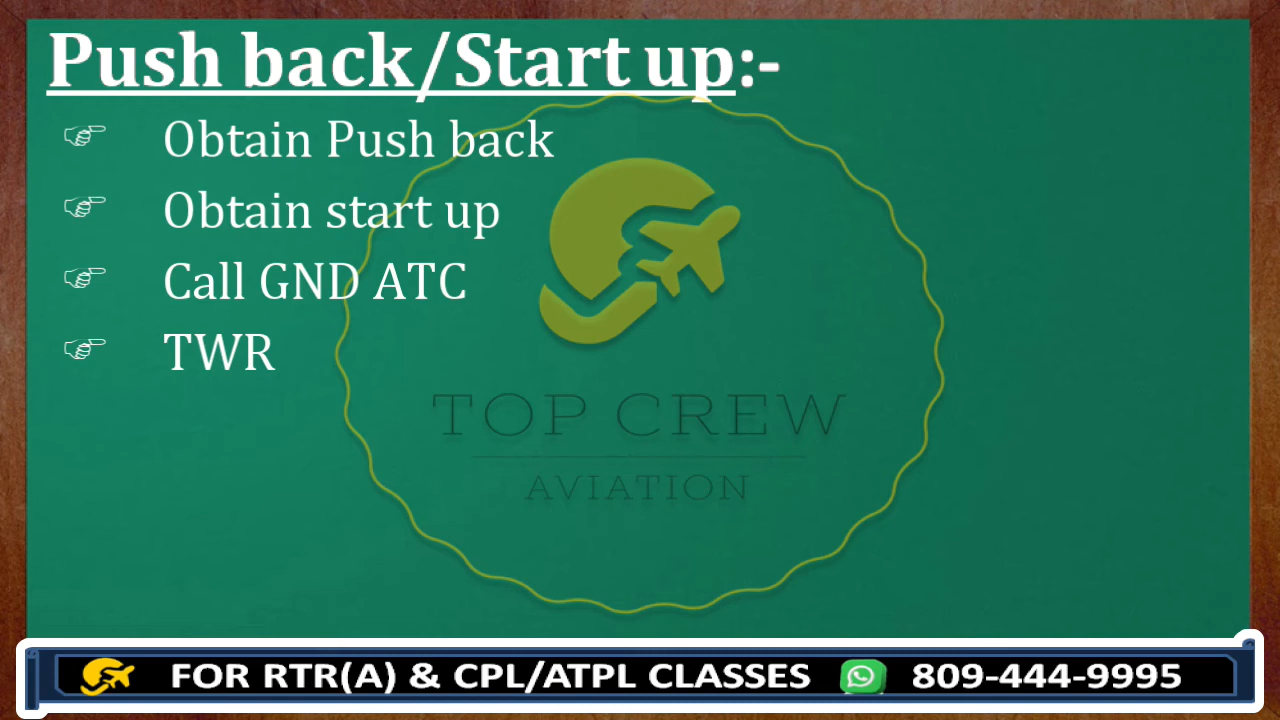 Push back/Start up:-
☞ Obtain Push back
☞ Obtain start up
☞ Call GND ATC
☞ TWR
TOP CREW
AVIATION
FOR RTR(A) & CPL/ATPL CLASSES 809-444-9995